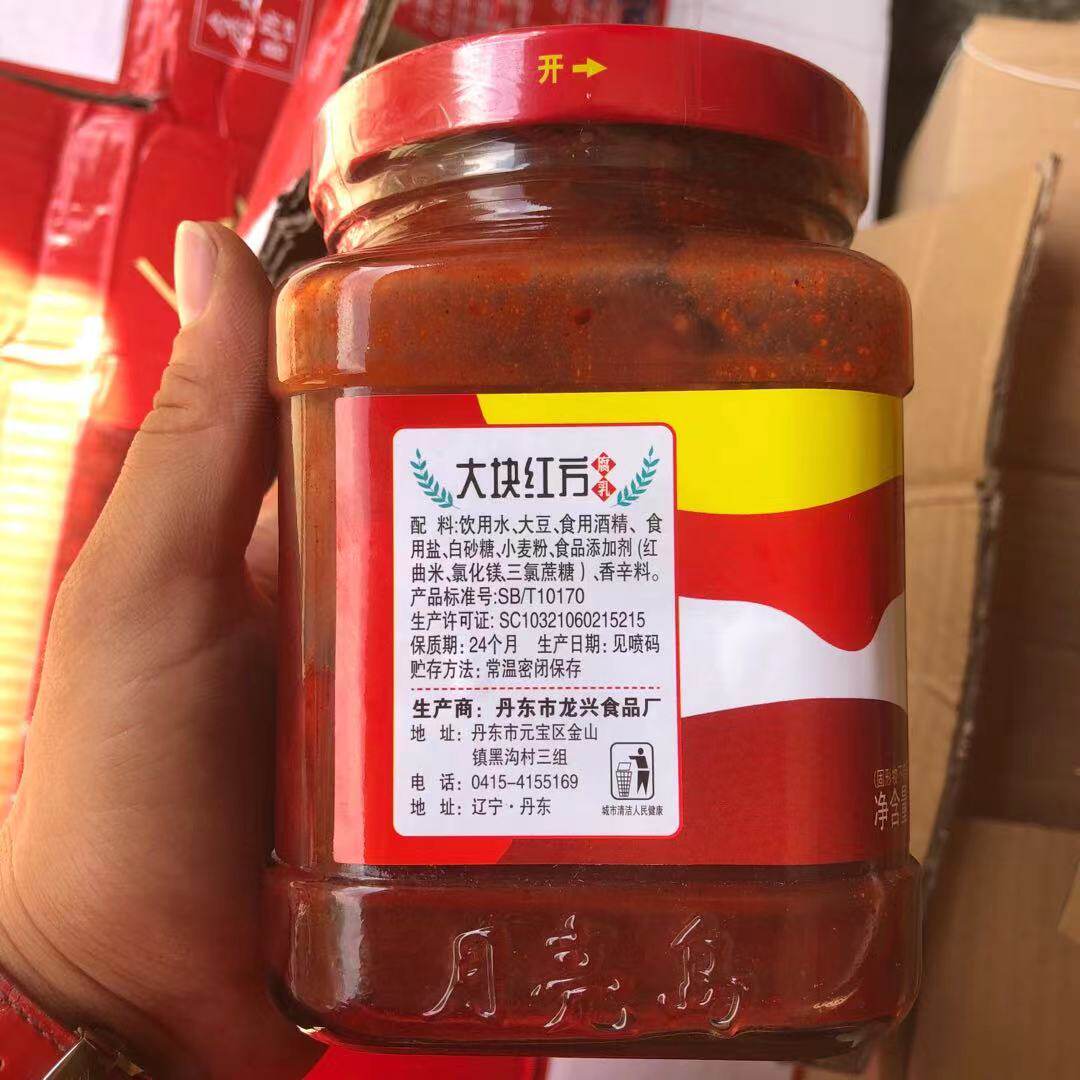 开→
大块红方腐乳
配 料:饮用水、大豆、食用酒精、食
用盐、白砂糖、小麦粉、食品添加剂(红
曲米、氯化镁、三氯蔗糖)、香辛料。
产品标准号:SB/T10170
生产许可证: SC10321060215215
保质期: 24个月 生产日期: 见喷码
贮存方法: 常温密闭保存
生产商: 丹东市龙兴食品厂
地 址: 丹东市元宝区金山
镇黑沟村三组
电 话: 0415-4155169
地 址: 辽宁·丹东
城市清洁人民健康
(固形物
净含量
月亮岛